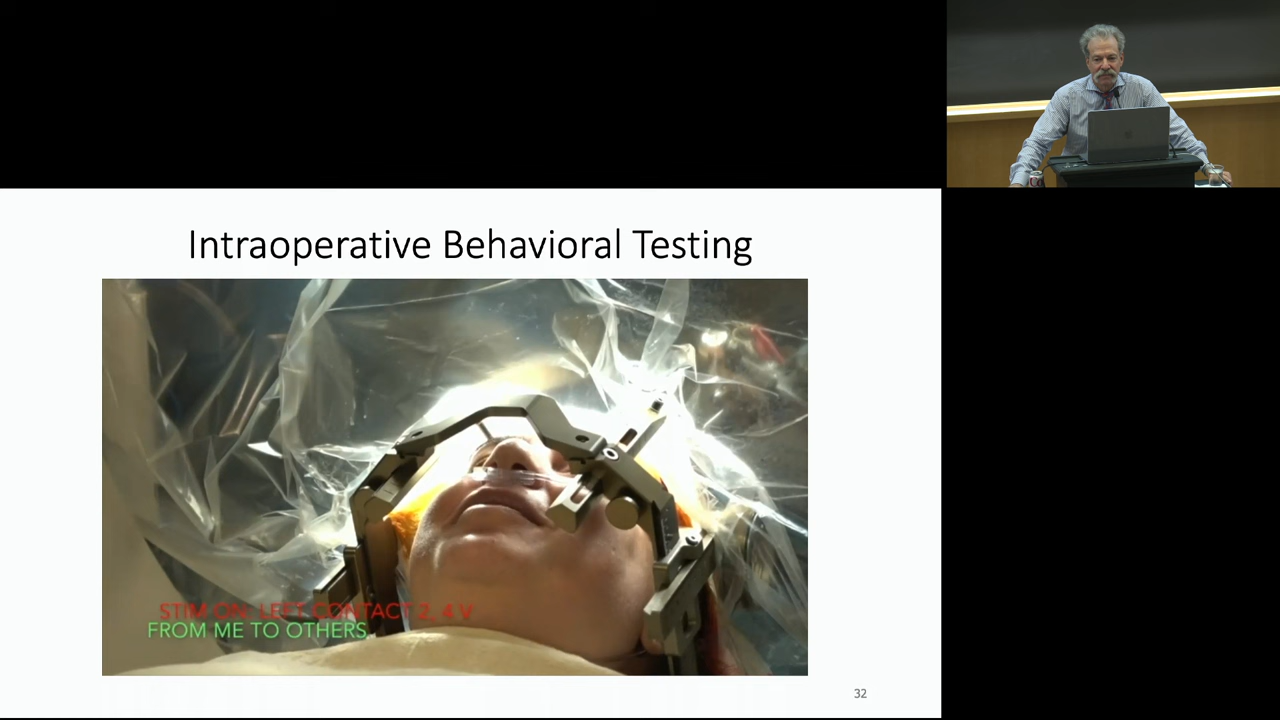 Intraoperative Behavioral Testing
STIM ON: LEFT CONTACT 2, 4 V
FROM ME TO OTHERS
32